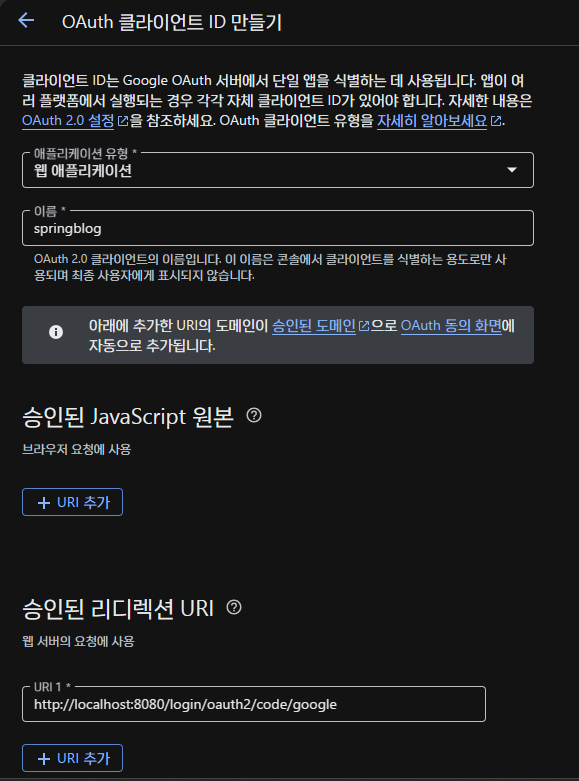 OAuth 클라이언트 ID 만들기
클라이언트 ID는 Google OAuth 서버에서 단일 앱을 식별하는 데 사용됩니다. 앱이 여
러 플랫폼에서 실행되는 경우 각각 자체 클라이언트 ID가 있어야 합니다. 자세한 내용은
OAuth 2.0 설정을 참조하세요. OAuth 클라이언트 유형을 자세히 알아보세요.
애플리케이션 유형 *
웹 애플리케이션
이름 *
springblog
OAuth 2.0 클라이언트의 이름입니다. 이 이름은 콘솔에서 클라이언트를 식별하는 용도로만 사
용되며 최종 사용자에게 표시되지 않습니다.
아래에 추가한 URI의 도메인이 승인된 도메인으로 OAuth 동의 화면에
자동으로 추가됩니다.
승인된 JavaScript 원본
브라우저 요청에 사용
+ URI 추가
승인된 리디렉션 URI
웹 서버의 요청에 사용
URI 1 *
http://localhost:8080/login/oauth2/code/google
+ URI 추가